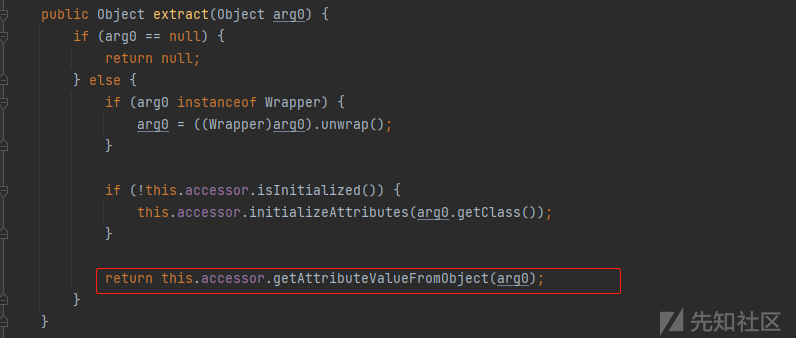 public Object extract(Object arg0) {
if (arg0 == null) {
return null;
} else {
if (arg0 instanceof Wrapper) {
arg0 = ((Wrapper)arg0).unwrap();
}
if (!this.accessor.isInitialized()) {
this.accessor.initializeAttributes(arg0.getClass());
}
return this.accessor.getAttributeValueFromObject(arg0);
}
}
先知社区